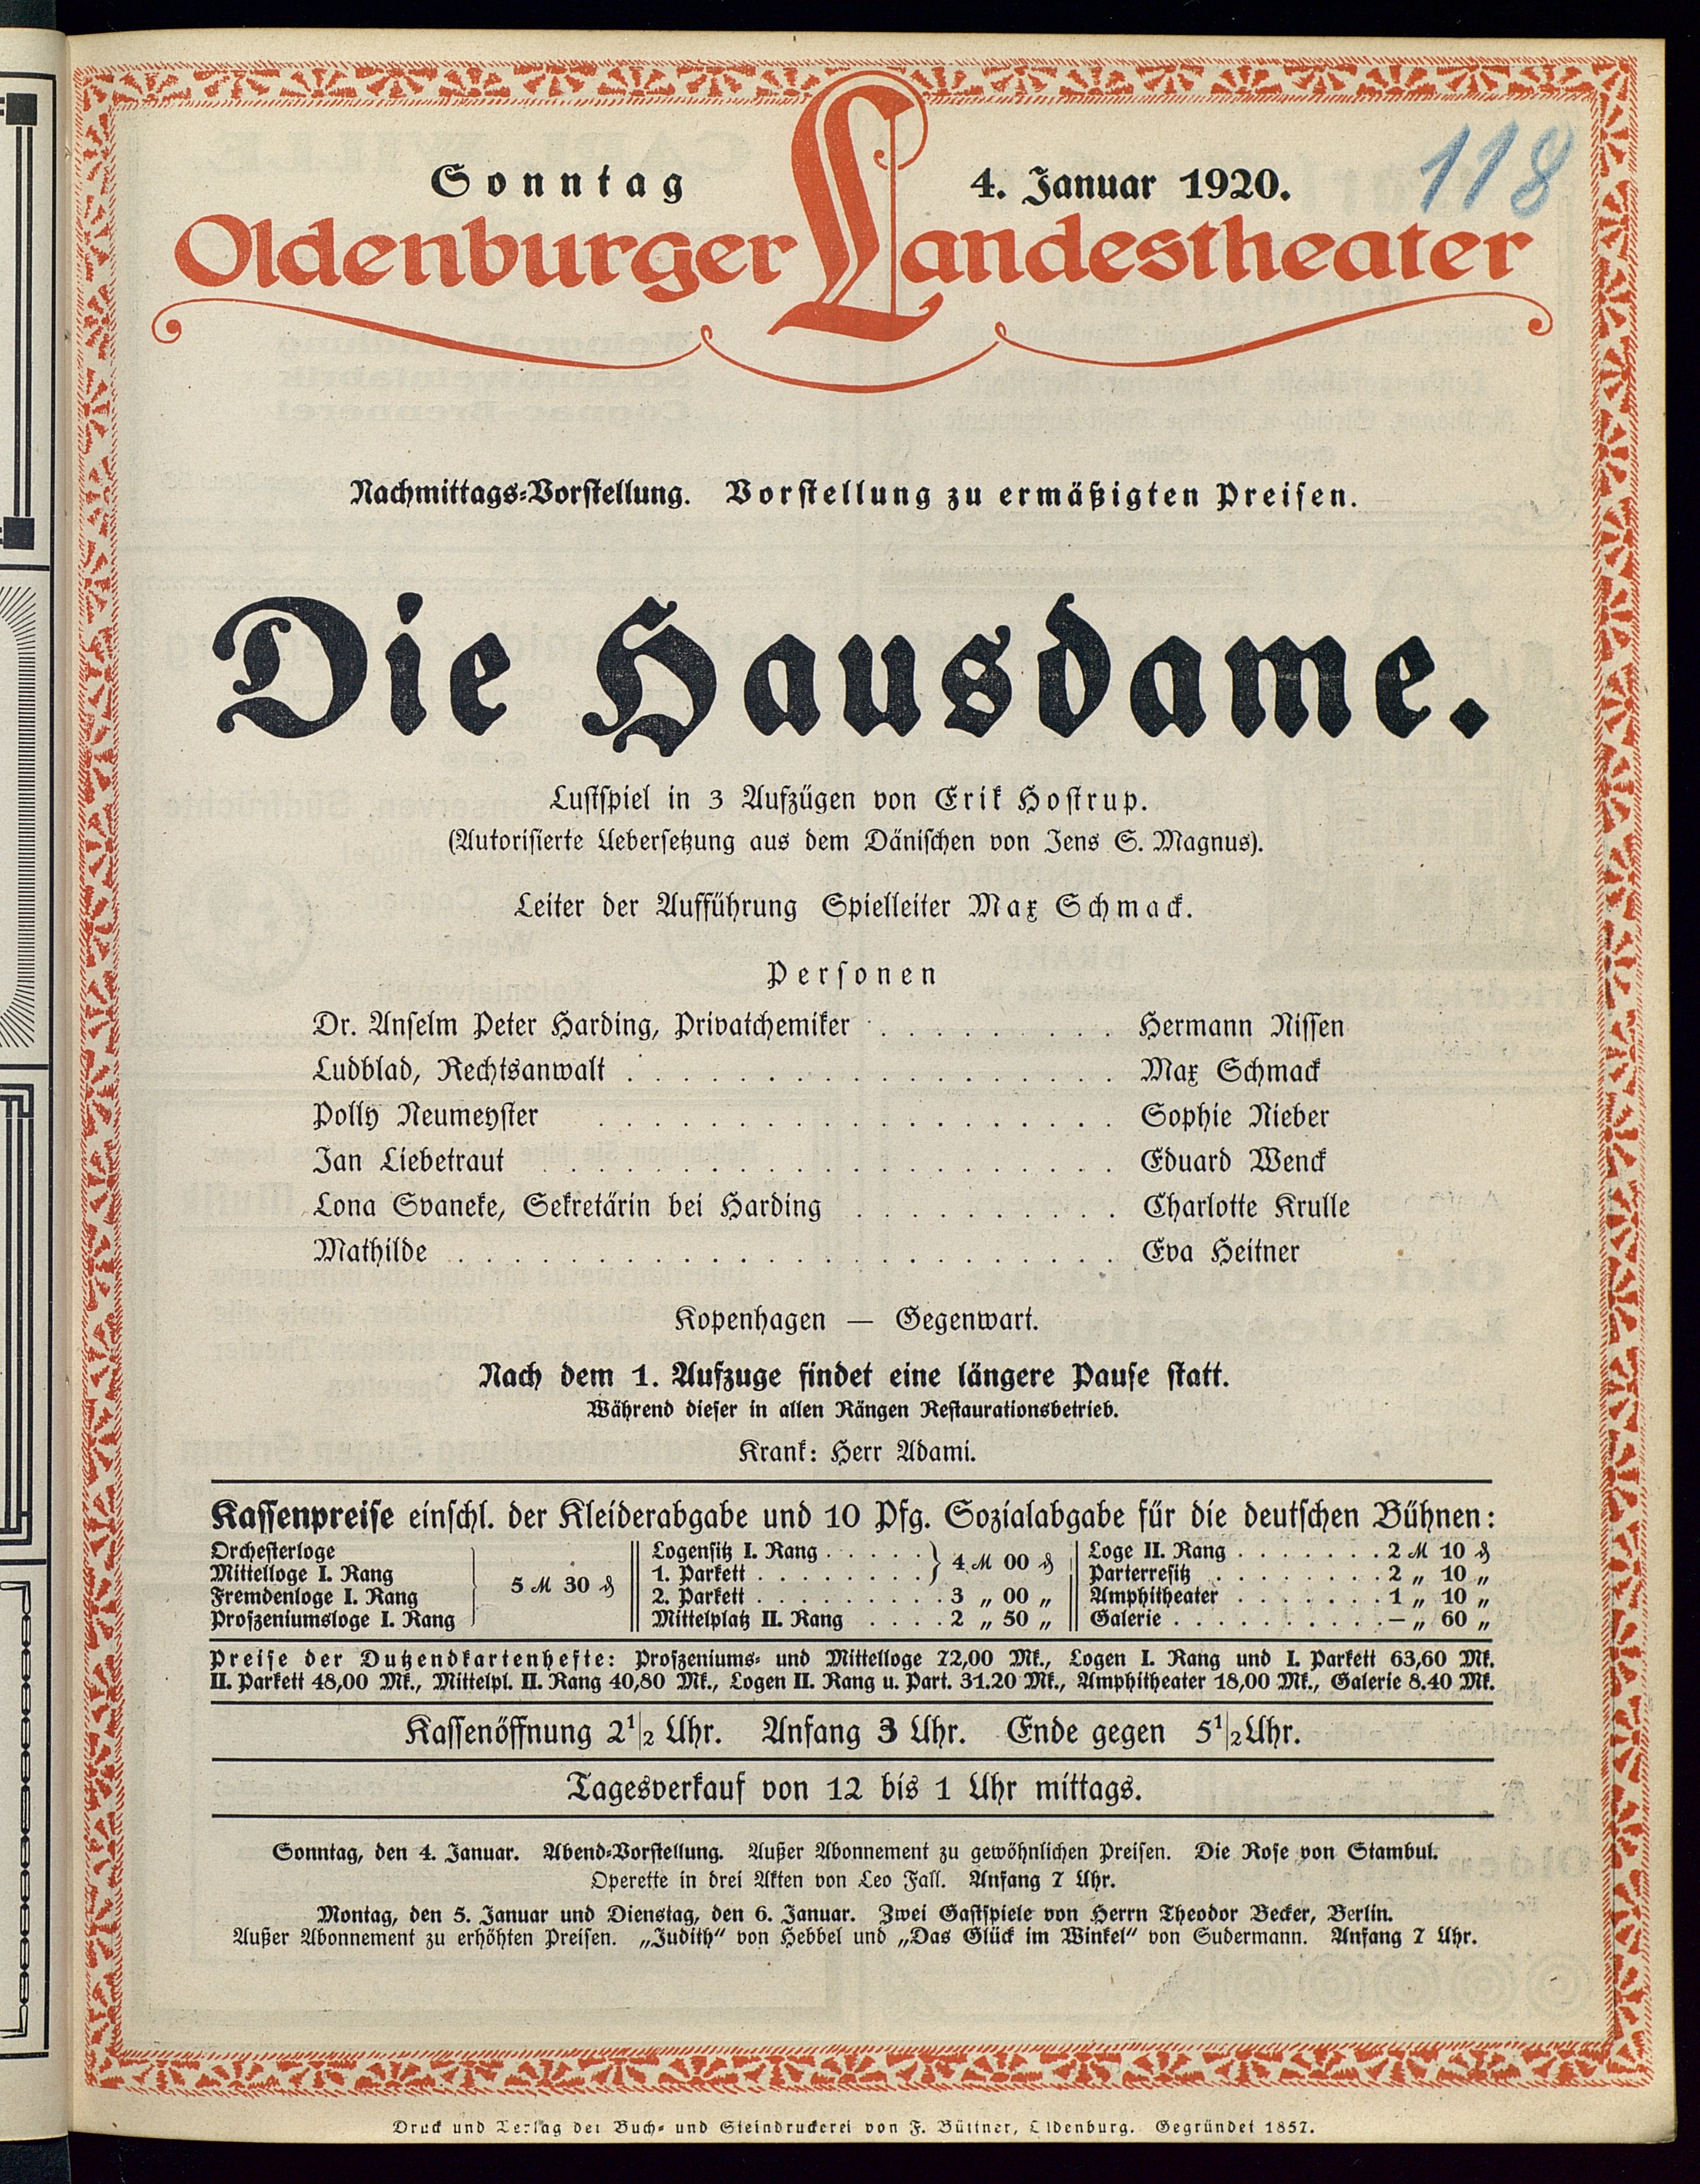 118
Sonntag 4. Januar 1920.
Oldenburger Landestheater
Nachmittags-Vorstellung. Vorstellung zu ermäßigten Preisen.
Die Hausdame.
Lustspiel in 3 Aufzügen von Erik Hostrup.
(Autorisierte Uebersetzung aus dem Dänischen von Jens S. Magnus).
Leiter der Aufführung Spielleiter Max Schmack.
Personen
Dr. Anselm Peter Harding, Privatchemiker . . . . . . . . . Hermann Nissen
Ludblad, Rechtsanwalt . . . . . . . . . . . . . . . . . . Max Schmack
Polly Neumeyster . . . . . . . . . . . . . . . . . . . Sophie Nieber
Jan Liebetraut . . . . . . . . . . . . . . . . . . . . . Eduard Wenck
Lona Svaneke, Sekretärin bei Harding . . . . . . . . . . Charlotte Krulle
Mathilde . . . . . . . . . . . . . . . . . . . . . . . . Eva Heitner
Kopenhagen — Gegenwart.
Nach dem 1. Aufzuge findet eine längere Pause statt.
Während dieser in allen Rängen Restaurationsbetrieb.
Krank: Herr Adami.
Kassenpreise einschl. der Kleiderabgabe und 10 Pfg. Sozialabgabe für die deutschen Bühnen:
Orchesterloge
Mittelloge I. Rang
Fremdenloge I. Rang
Proszeniumsloge I. Rang
5 ℳ 30 ₰
Logensitz I. Rang . . . . .
1. Parkett . . . . . . . . .
4 ℳ 00 ₰
2. Parkett . . . . . . . . . . 3 „ 00 „
Mittelplatz II. Rang . . . . 2 „ 50 „
Loge II. Rang . . . . . . . 2 ℳ 10 ₰
Parterresitz . . . . . . . . 2 „ 10 „
Amphitheater . . . . . . . 1 „ 10 „
Galerie . . . . . . . . . . — „ 60 „
Preise der Dutzendkartenhefte: Proszeniums- und Mittelloge 72,00 Mk., Logen I. Rang und I. Parkett 63,60 Mk.
II. Parkett 48,00 Mk., Mittelpl. II. Rang 40,80 Mk., Logen II. Rang u. Part. 31.20 Mk., Amphitheater 18,00 Mk., Galerie 8.40 Mk.
Kassenöffnung 2½ Uhr. Anfang 3 Uhr. Ende gegen 5½ Uhr.
Tagesverkauf von 12 bis 1 Uhr mittags.
Sonntag, den 4. Januar. Abend-Vorstellung. Außer Abonnement zu gewöhnlichen Preisen. Die Rose von Stambul.
Operette in drei Akten von Leo Fall. Anfang 7 Uhr.
Montag, den 5. Januar und Dienstag, den 6. Januar. Zwei Gastspiele von Herrn Theodor Becker, Berlin.
Außer Abonnement zu erhöhten Preisen. „Judith“ von Hebbel und „Das Glück im Winkel“ von Sudermann. Anfang 7 Uhr.
Druck und Verlag der Buch- und Steindruckerei von F. Büttner, Oldenburg. Gegründet 1857.